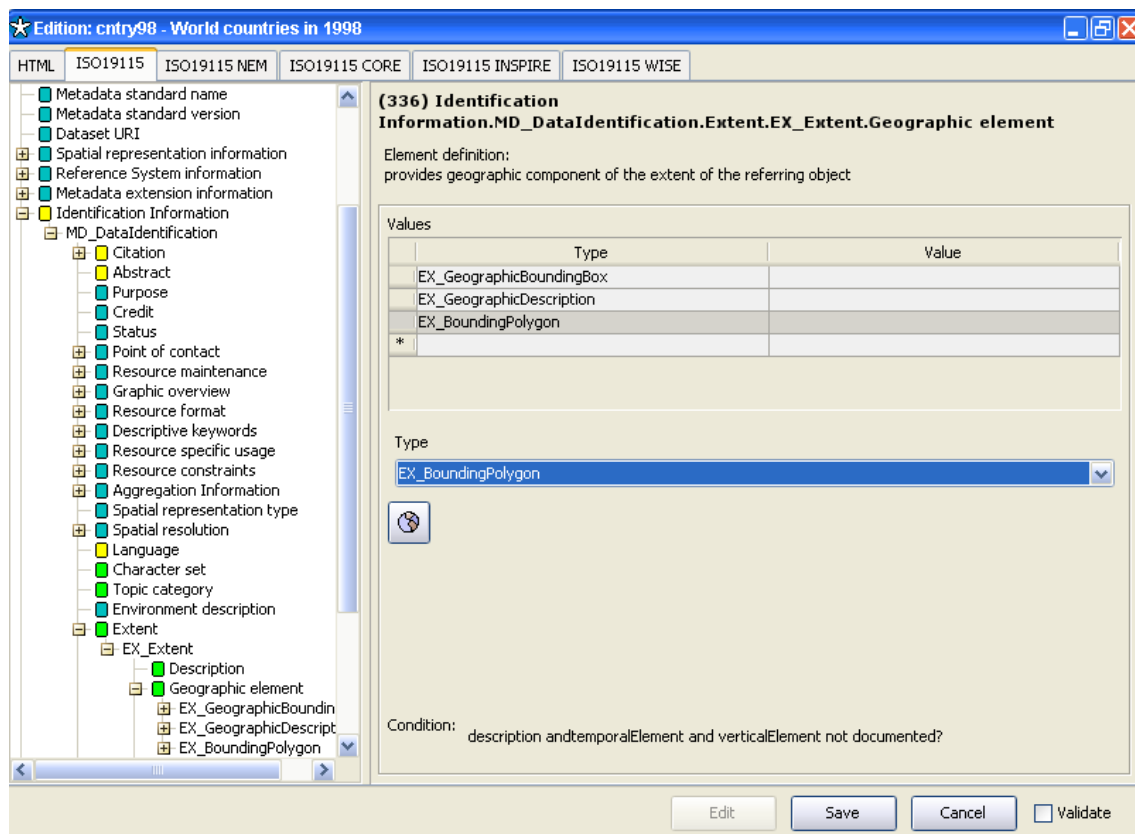 Edition: cntry98 - World countries in 1998
HTML ISO19115 ISO19115 NEM ISO19115 CORE ISO19115 INSPIRE ISO19115 WISE
Metadata standard name
Metadata standard version
Dataset URI
Spatial representation information
Reference System information
Metadata extension information
Identification Information
MD_DataIdentification
Citation
Abstract
Purpose
Credit
Status
Point of contact
Resource maintenance
Graphic overview
Resource format
Descriptive keywords
Resource specific usage
Resource constraints
Aggregation Information
Spatial representation type
Spatial resolution
Language
Character set
Topic category
Environment description
Extent
EX_Extent
Description
Geographic element
EX_GeographicBoundin
EX_GeographicDescript
EX_BoundingPolygon
(336) Identification
Information.MD_DataIdentification.Extent.EX_Extent.Geographic element
Element definition:
provides geographic component of the extent of the referring object
Values
Type Value
EX_GeographicBoundingBox
EX_GeographicDescription
EX_BoundingPolygon
*
Type
EX_BoundingPolygon
Condition: description andtemporalElement and verticalElement not documented?
Edit Save Cancel Validate